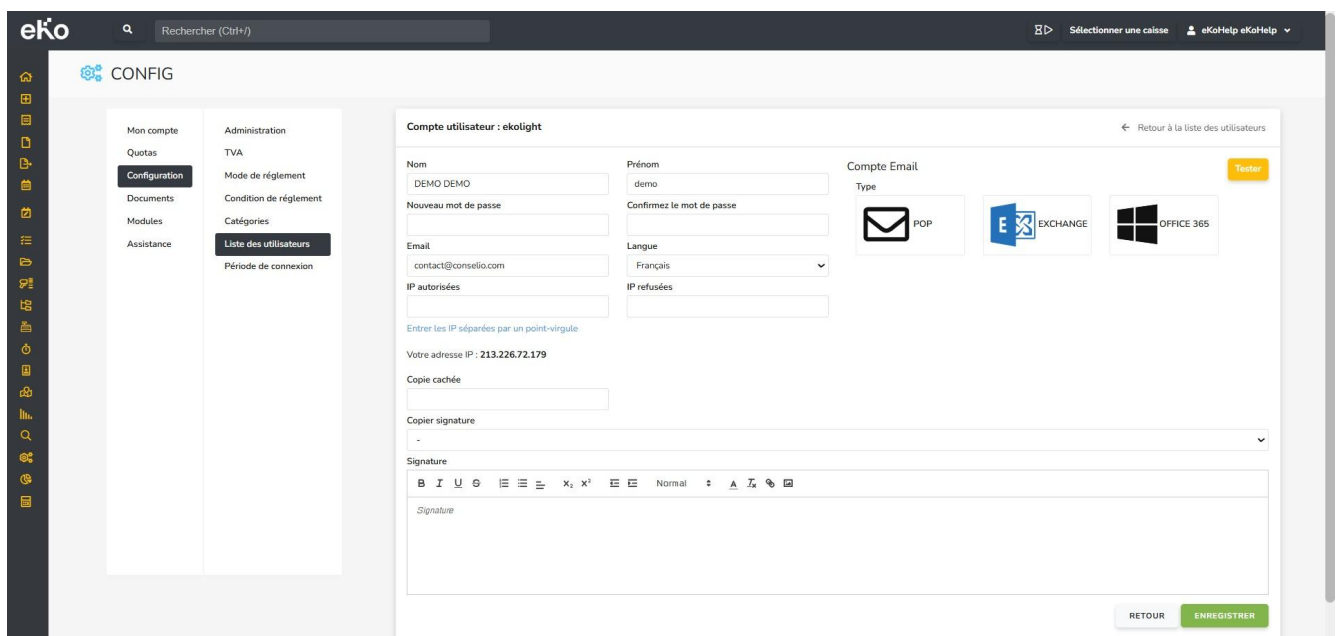 eko
Rechercher (Ctrl+/)
Sélectionner une caisse
eKoHelp eKoHelp
CONFIG
Mon compte
Quotas
Configuration
Documents
Modules
Assistance
Administration
TVA
Mode de réglement
Condition de réglement
Catégories
Liste des utilisateurs
Période de connexion
Compte utilisateur : ekolight
← Retour à la liste des utilisateurs
Nom
Prénom
DEMO DEMO
demo
Nouveau mot de passe
Confirmez le mot de passe
Email
Langue
contact@conselio.com
Français
IP autorisées
IP refusées
Entrer les IP séparées par un point-virgule
Votre adresse IP : 213.226.72.179
Copie cachée
Copier signature
-
Signature
B I U S X₂ X² Normal A Tx
Signature
Compte Email
Tester
Type
POP
E X EXCHANGE
OFFICE 365
RETOUR
ENREGISTRER